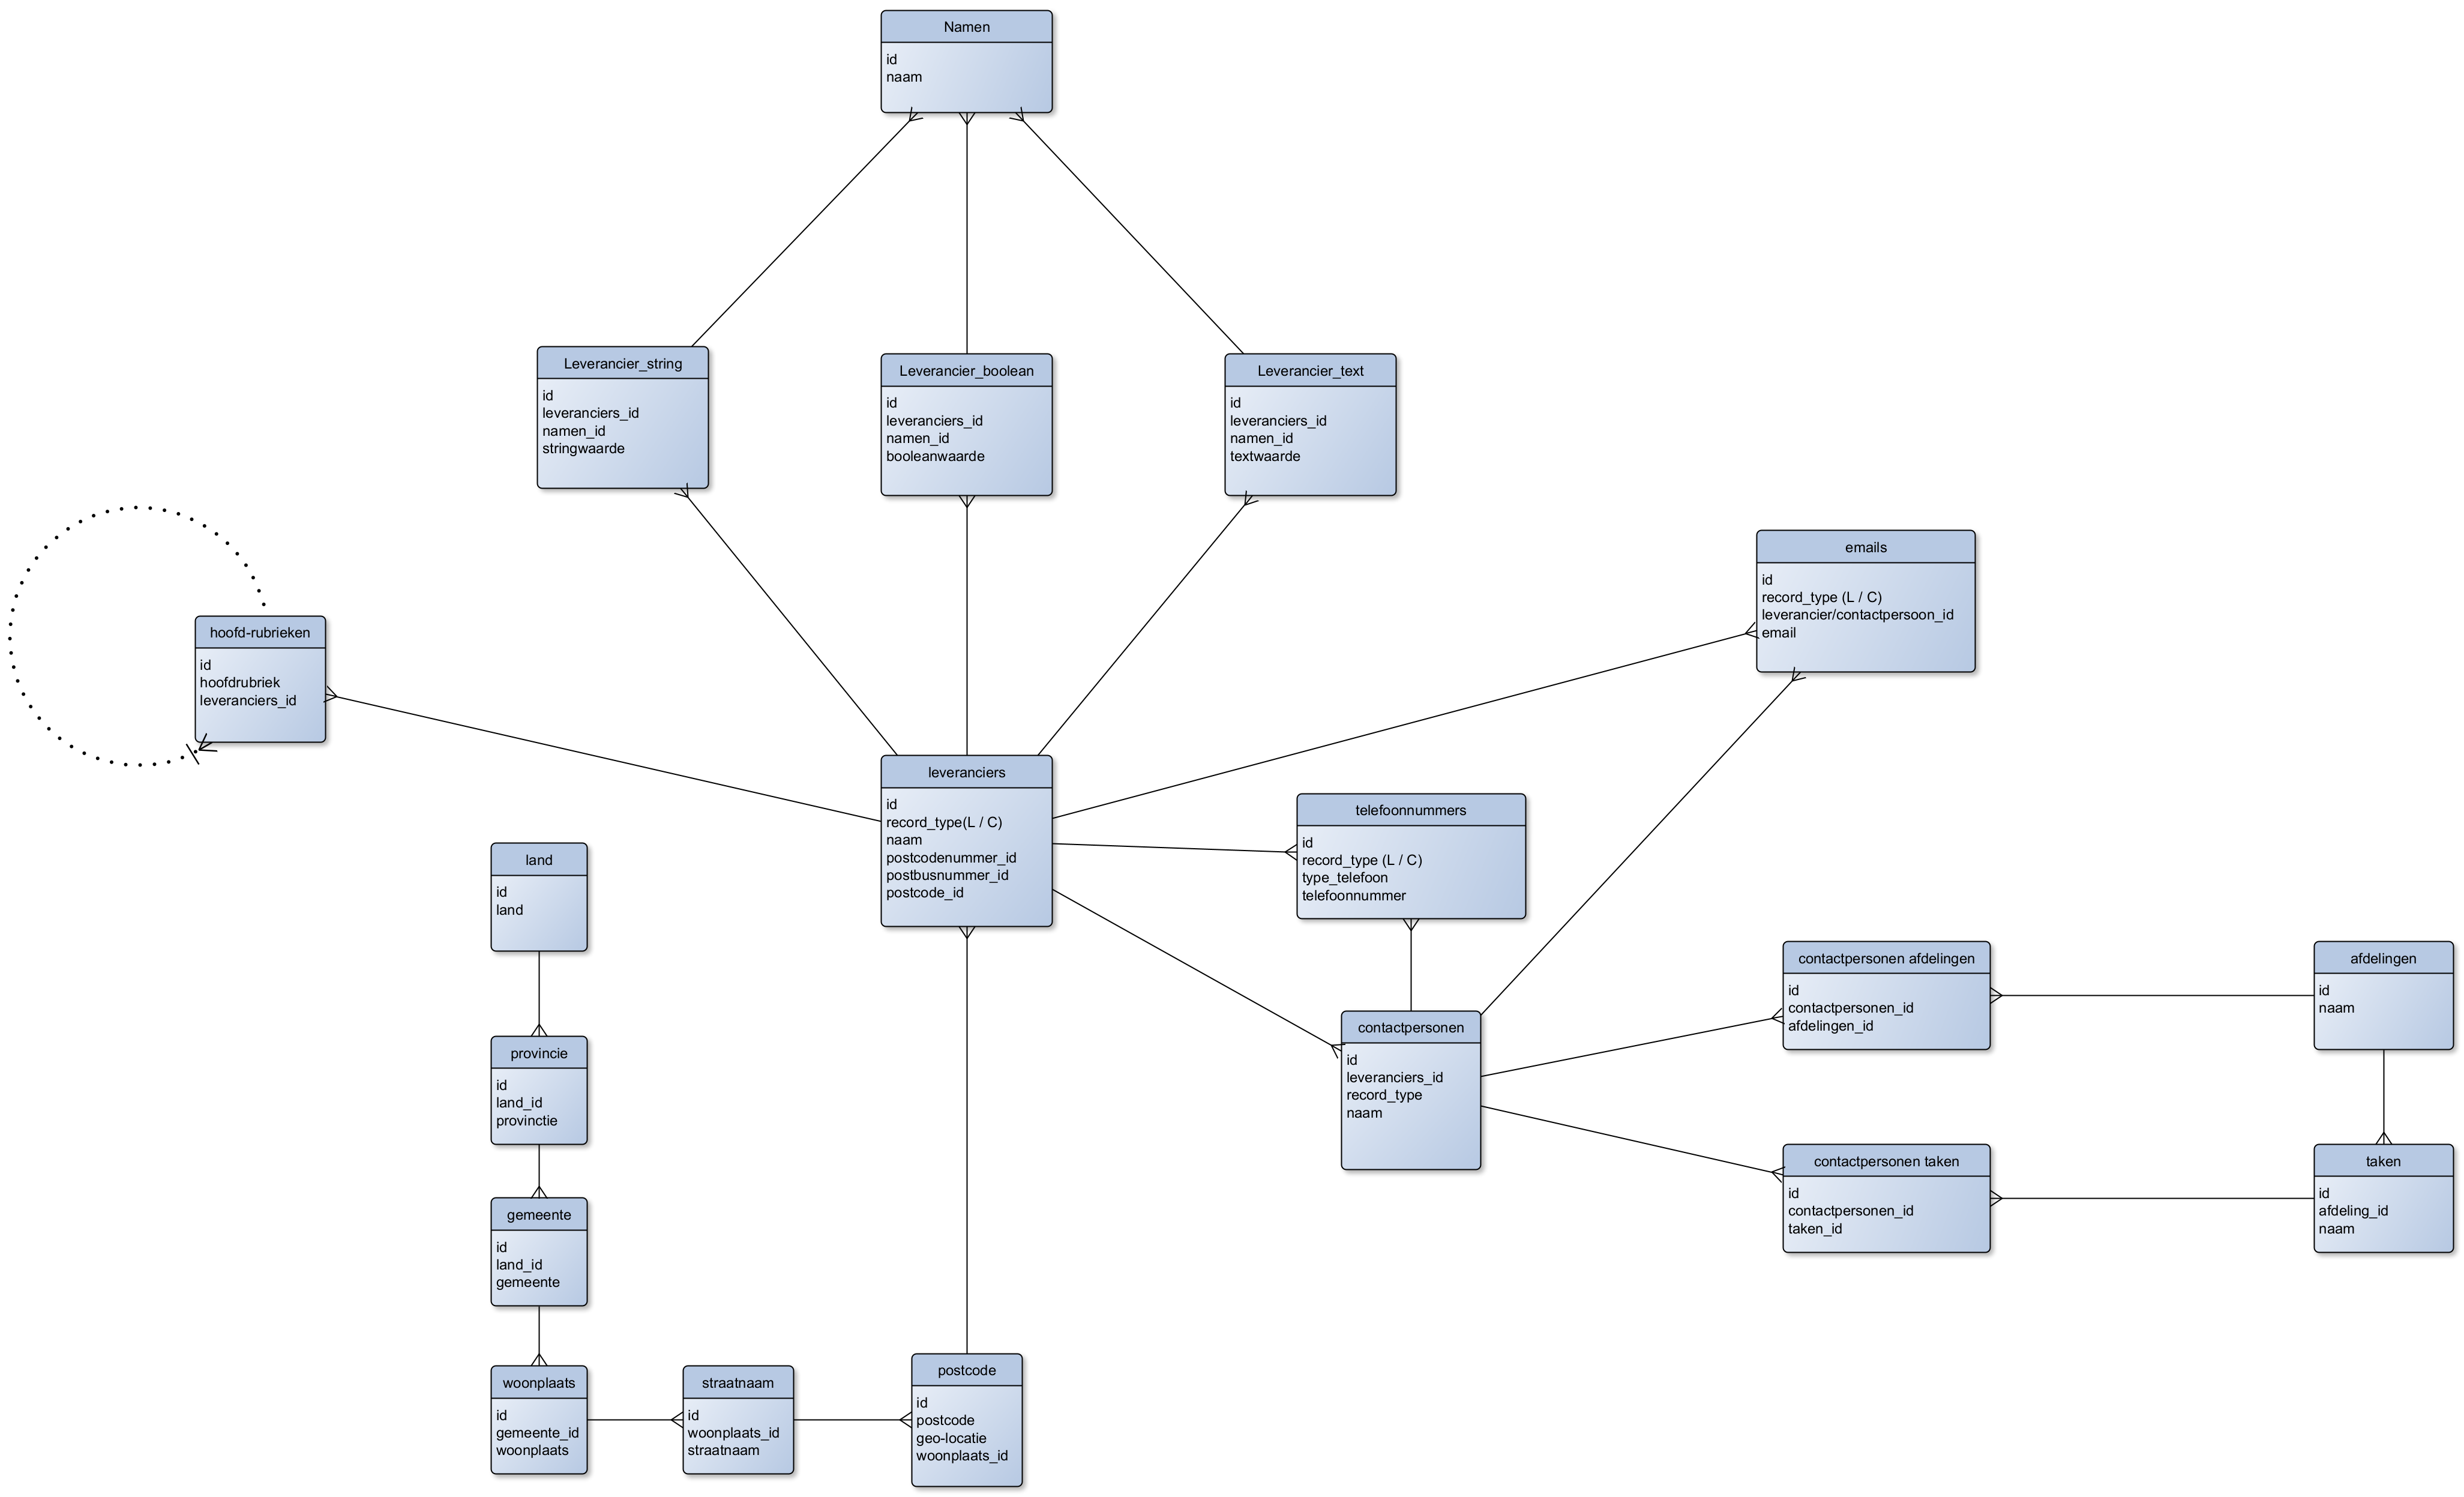 Namen
id
naam
Leverancier_string
id
leveranciers_id
namen_id
stringwaarde
Leverancier_boolean
id
leveranciers_id
namen_id
booleanwaarde
Leverancier_text
id
leveranciers_id
namen_id
textwaarde
emails
id
record_type (L / C)
leverancier/contactpersoon_id
email
hoofd-rubrieken
id
hoofdrubriek
leveranciers_id
leveranciers
id
record_type(L / C)
naam
postcodenummer_id
postbusnummer_id
postcode_id
telefoonnummers
id
record_type (L / C)
type_telefoon
telefoonnummer
land
id
land
contactpersonen afdelingen
id
contactpersonen_id
afdelingen_id
afdelingen
id
naam
contactpersonen
id
leveranciers_id
record_type
naam
provincie
id
land_id
provinctie
contactpersonen taken
id
contactpersonen_id
taken_id
taken
id
afdeling_id
naam
gemeente
id
land_id
gemeente
woonplaats
id
gemeente_id
woonplaats
straatnaam
id
woonplaats_id
straatnaam
postcode
id
postcode
geo-locatie
woonplaats_id